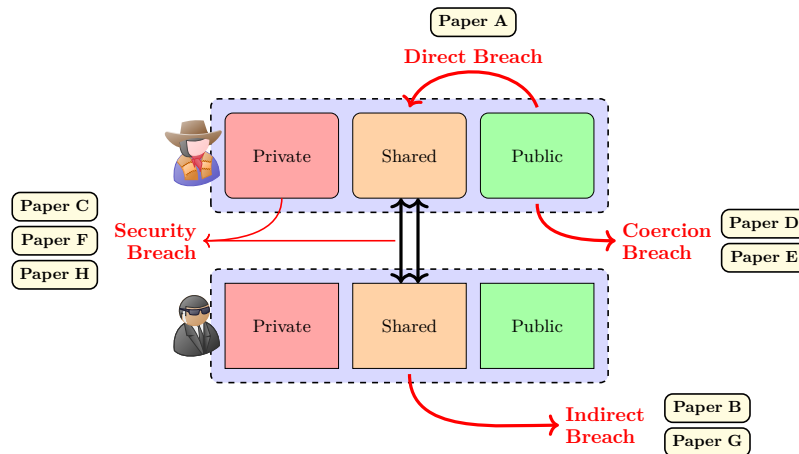 Paper A
Direct Breach
Private
Shared
Public
Paper C
Paper F
Paper H
Security
Breach
Coercion
Breach
Paper D
Paper E
Private
Shared
Public
Indirect
Breach
Paper B
Paper G